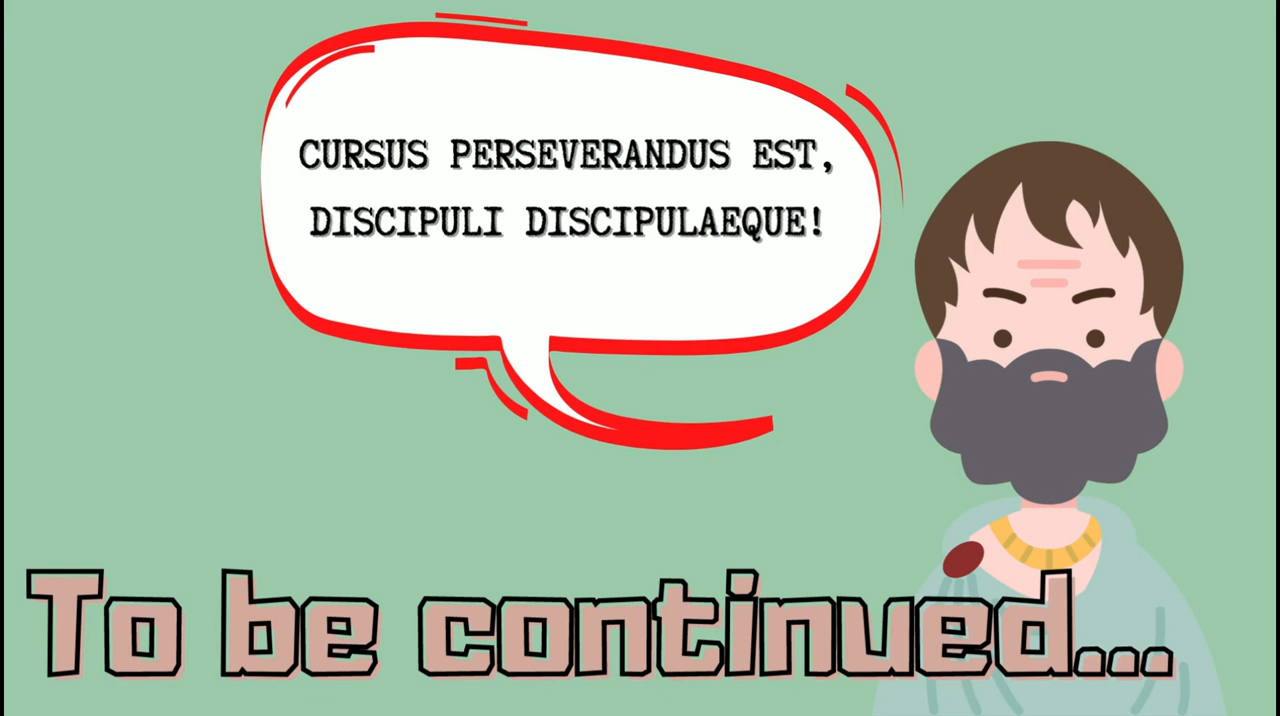 CURSUS PERSEVERANDUS EST,
DISCIPULI DISCIPULAEQUE!
To be continued...